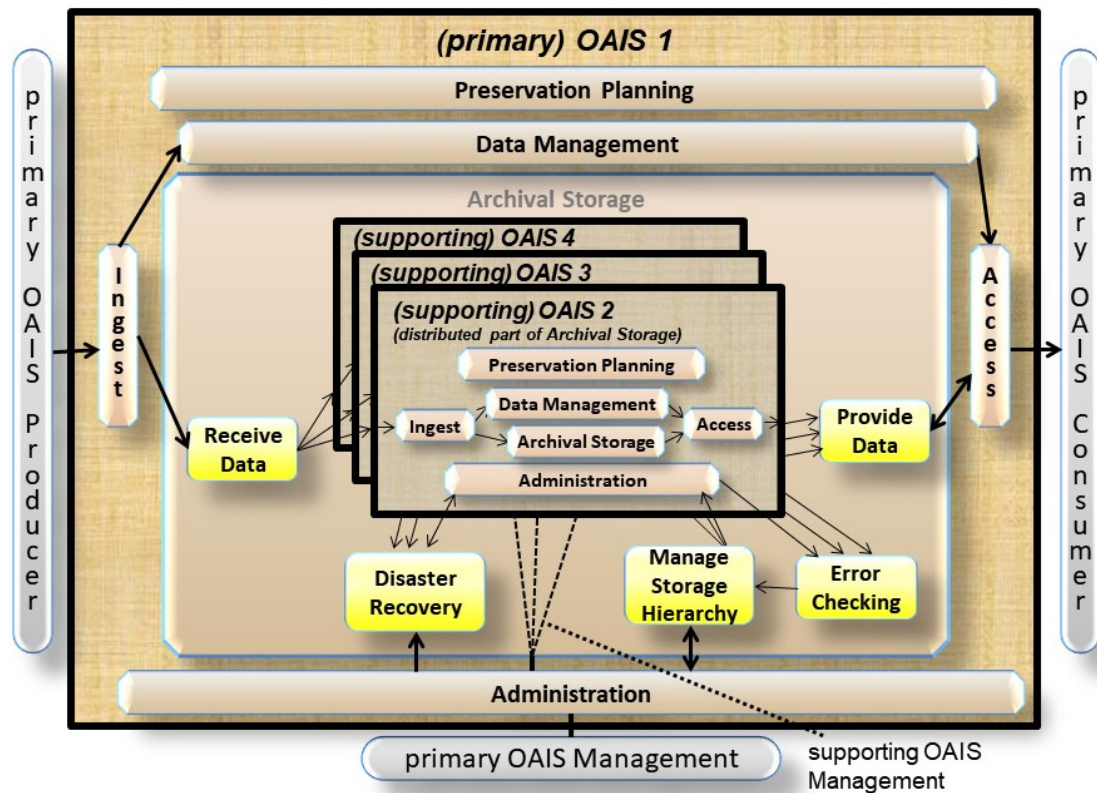 (primary) OAIS 1
Preservation Planning
Data Management
Archival Storage
primary OAIS Producer
Ingest
(supporting) OAIS 4
(supporting) OAIS 3
(supporting) OAIS 2
(distributed part of Archival Storage)
Preservation Planning
Data Management
Ingest
Access
Archival Storage
Administration
Receive
Data
Provide
Data
Access
primary OAIS Consumer
Disaster
Recovery
Manage
Storage
Hierarchy
Error
Checking
Administration
primary OAIS Management
supporting OAIS
Management